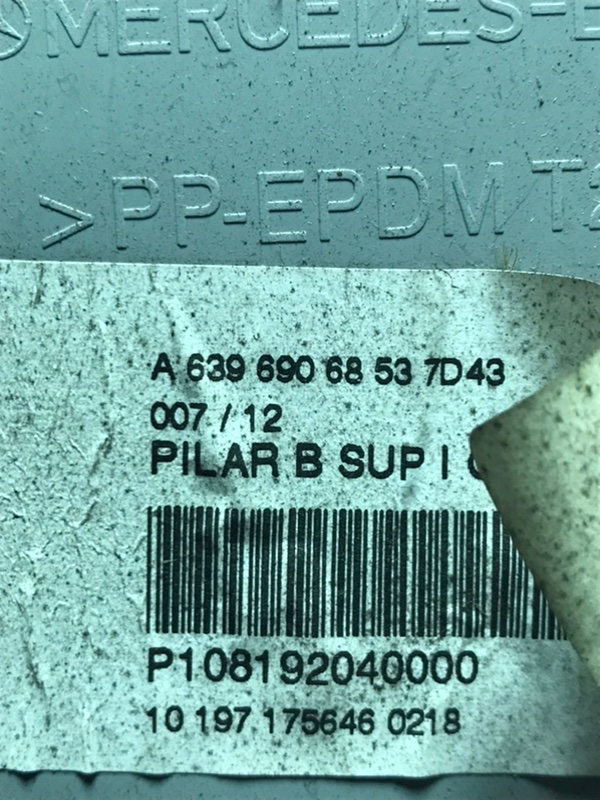 MERCEDES-
>PP-EPDM
A 639 690 68 53 7D43
007 / 12
PILAR B SUP I
P108192040000
10 197 175646 0218